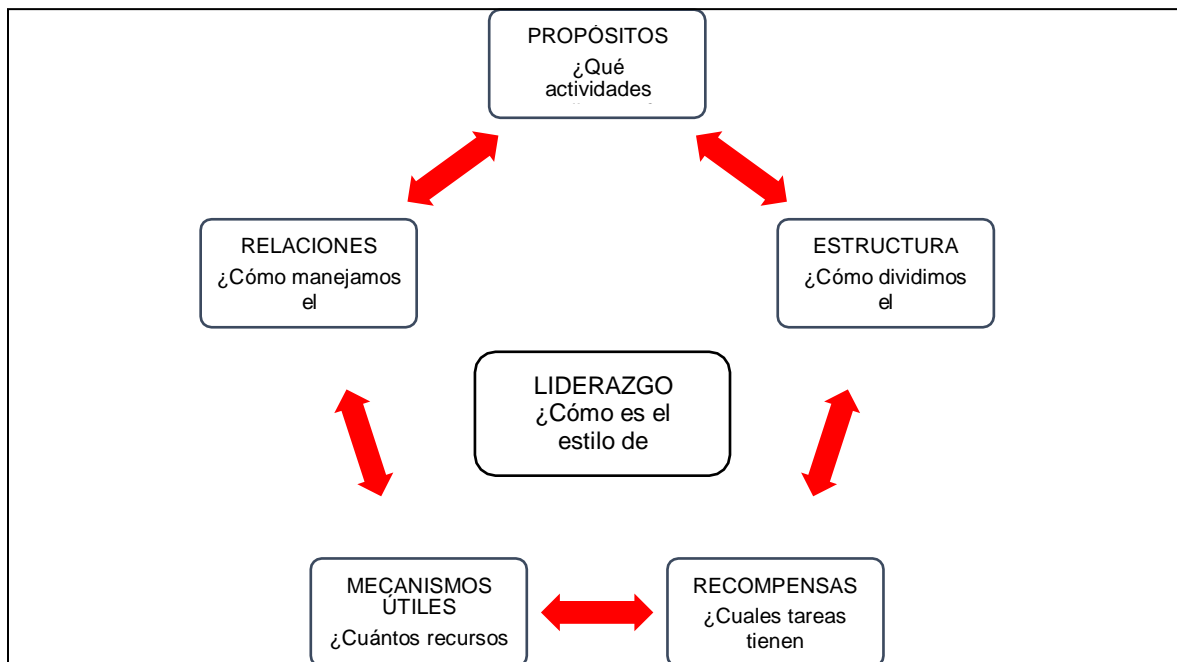 PROPÓSITOS
¿Qué
actividades
RELACIONES
¿Cómo manejamos
el
ESTRUCTURA
¿Cómo dividimos
el
LIDERAZGO
¿Cómo es el
estilo de
MECANISMOS
ÚTILES
¿Cuántos recursos
RECOMPENSAS
¿Cuales tareas
tienen